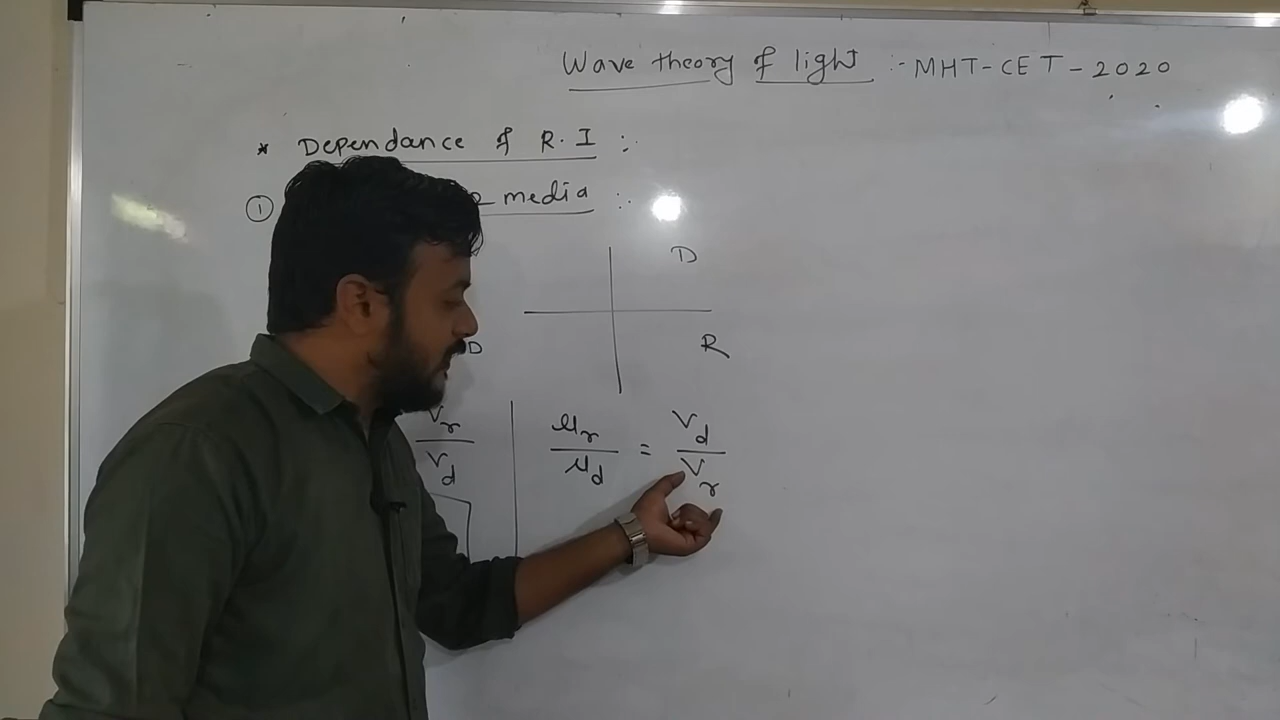 Wave theory of light :- MHT-CET-2020
* Dependance of R.I :
① media :
D
R
D
Vr / Vd
μr / μd = Vd / Vr